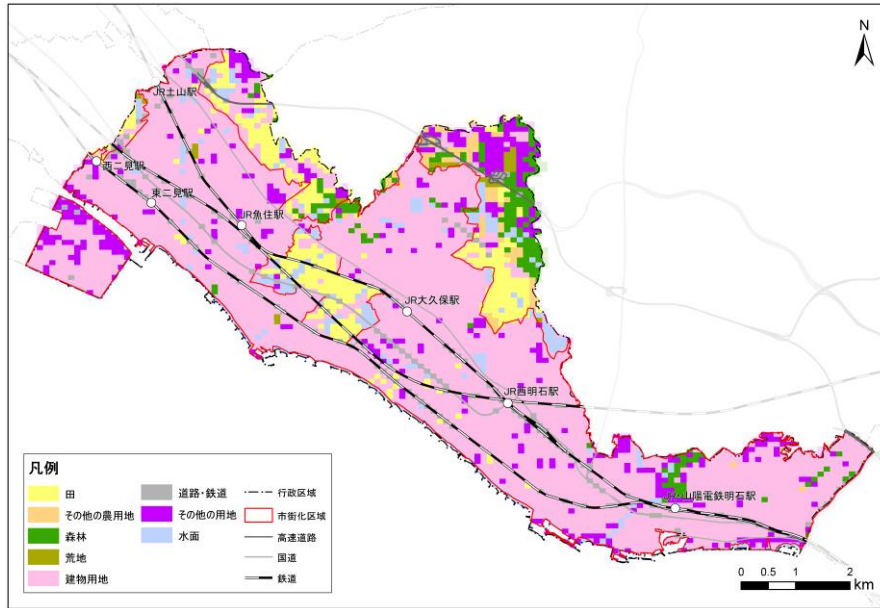 N
JR土山駅
西二見駅
東二見駅
JR魚住駅
JR大久保駅
JR西明石駅
JR・山陽電鉄明石駅
凡例
田
その他の農用地
森林
荒地
建物用地
道路・鉄道
その他の用地
水面
行政区域
市街化区域
高速道路
国道
鉄道
0 0.5 1 2
km